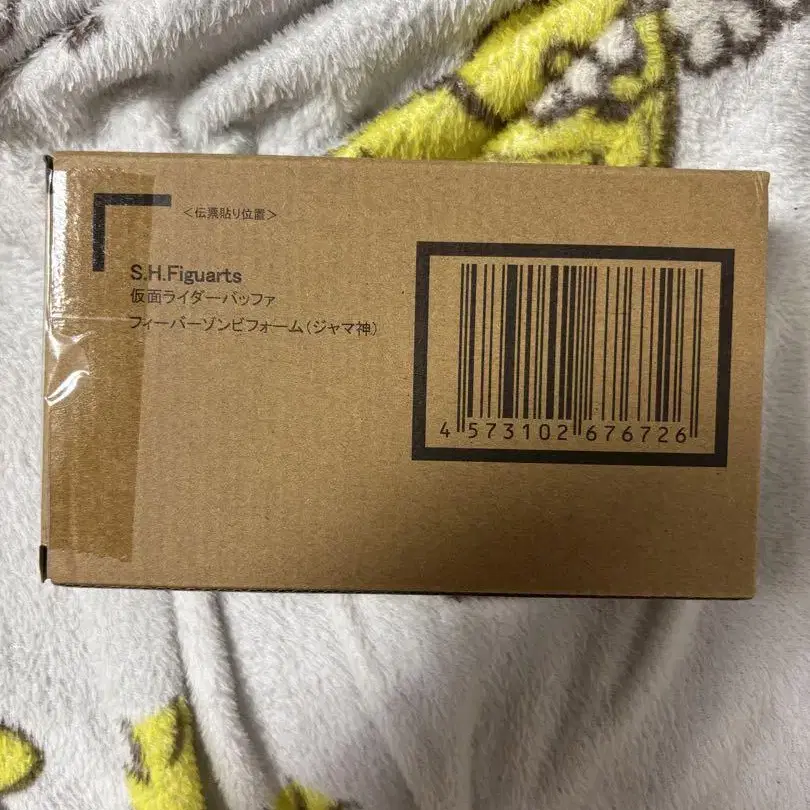 ＜伝票貼り位置＞
S.H.Figuarts
仮面ライダーバッファ
フィーバーゾンビフォーム(ジャマ神)
4 573102 676726